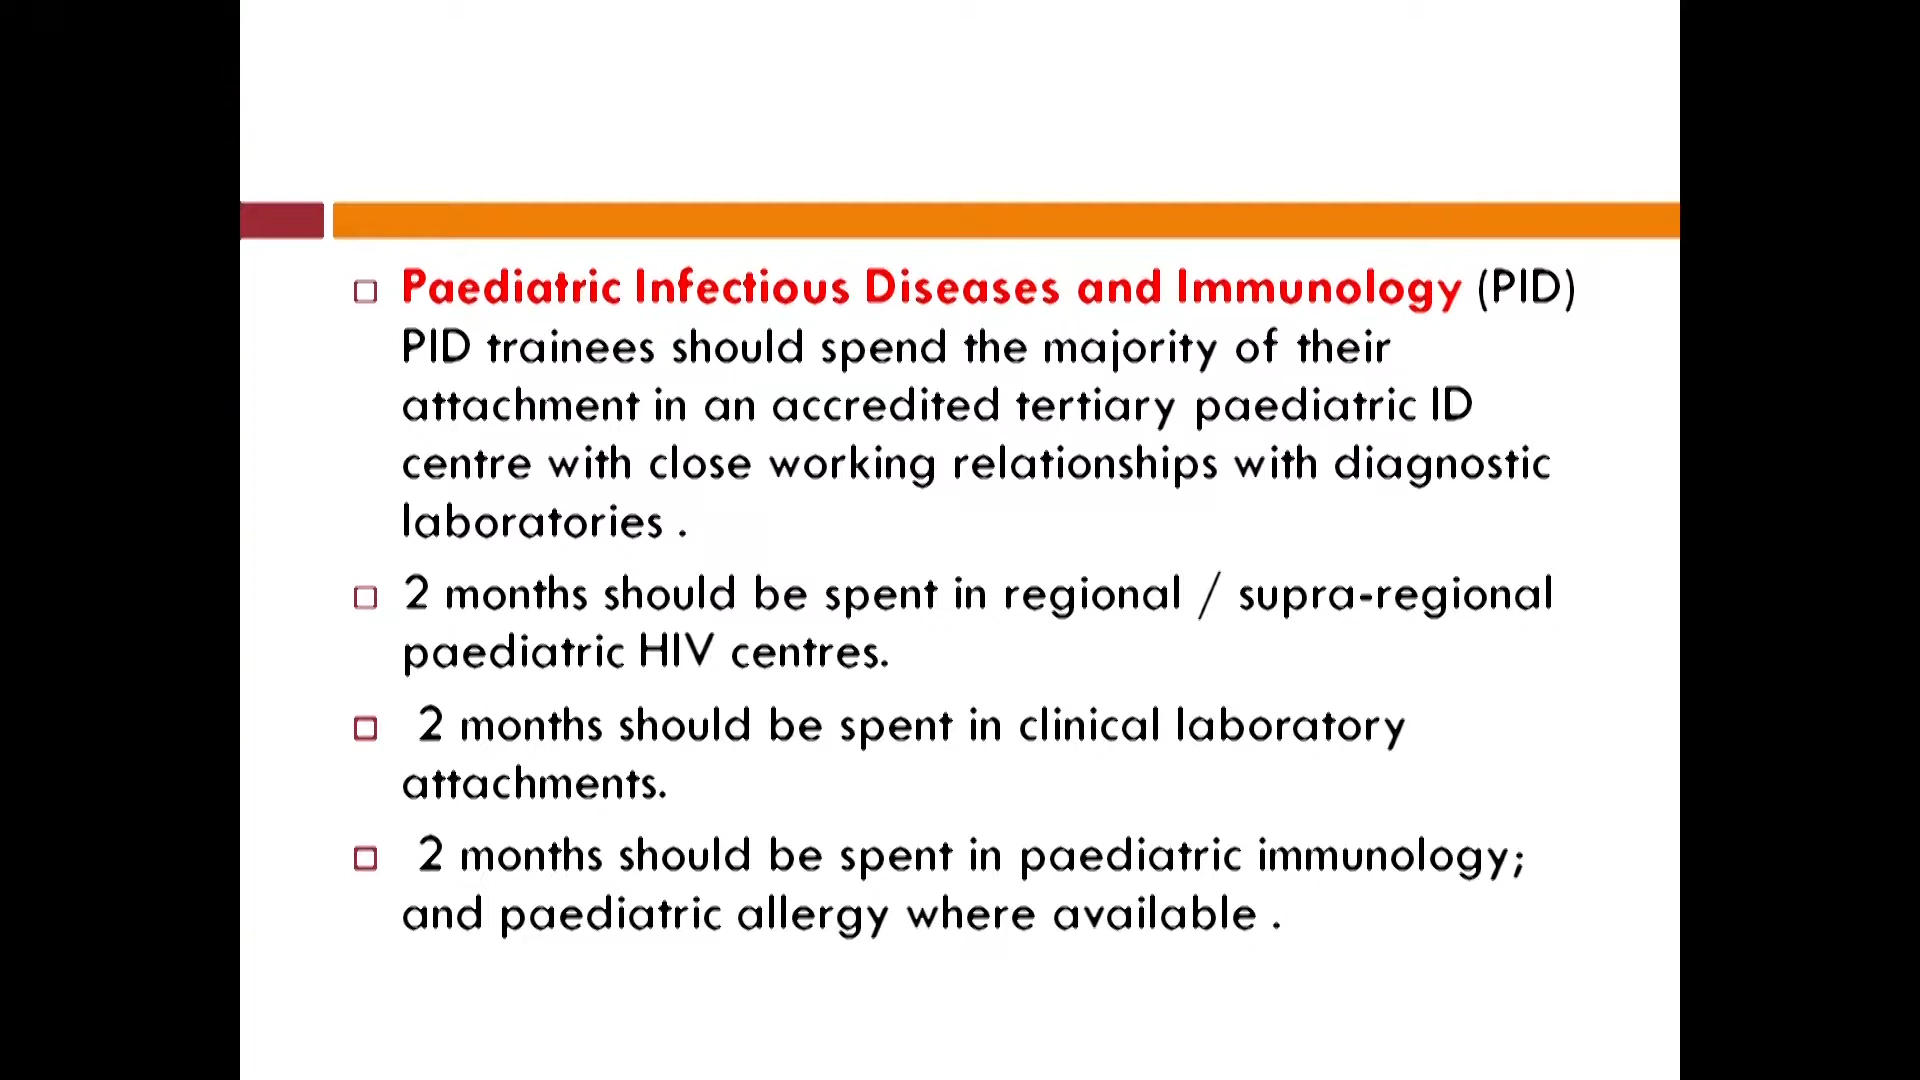 Paediatric Infectious Diseases and Immunology (PID)
PID trainees should spend the majority of their
attachment in an accredited tertiary paediatric ID
centre with close working relationships with diagnostic
laboratories .
2 months should be spent in regional / supra-regional
paediatric HIV centres.
2 months should be spent in clinical laboratory
attachments.
2 months should be spent in paediatric immunology;
and paediatric allergy where available .